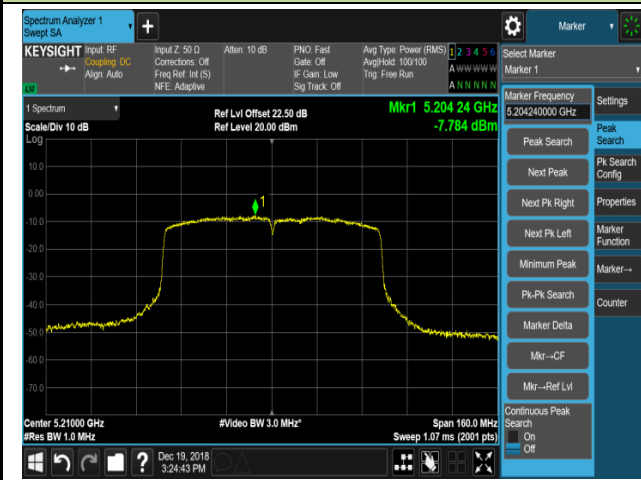 Spectrum Analyzer 1
Swept SA
+
Marker
KEYSIGHT
Input: RF
Coupling: DC
Align: Auto
Input Z: 50 Ω
Corrections: Off
Freq Ref: Int (S)
NFE: Adaptive
Atten: 10 dB
PNO: Fast
Gate: Off
IF Gain: Low
Sig Track: Off
Avg Type: Power (RMS)
Avg|Hold: 100/100
Trig: Free Run
1 2 3 4 5 6
A W W W W W
A N N N N N
LU
Select Marker
Marker 1
1 Spectrum
Scale/Div 10 dB
Ref Lvl Offset 22.50 dB
Ref Level 20.00 dBm
Mkr1 5.204 24 GHz
-7.784 dBm
Log
10.0
0.00
-10.0
-20.0
-30.0
-40.0
-50.0
-60.0
-70.0
1
Center 5.21000 GHz
#Res BW 1.0 MHz
#Video BW 3.0 MHz*
Span 160.0 MHz
Sweep 1.07 ms (2001 pts)
Marker Frequency
5.204240000 GHz
Peak Search
Next Peak
Next Pk Right
Next Pk Left
Minimum Peak
Pk-Pk Search
Marker Delta
Mkr→CF
Mkr→Ref Lvl
Continuous Peak
Search
On
Off
Settings
Peak
Search
Pk Search
Config
Properties
Marker
Function
Marker→
Counter
?
Dec 19, 2018
3:24:43 PM